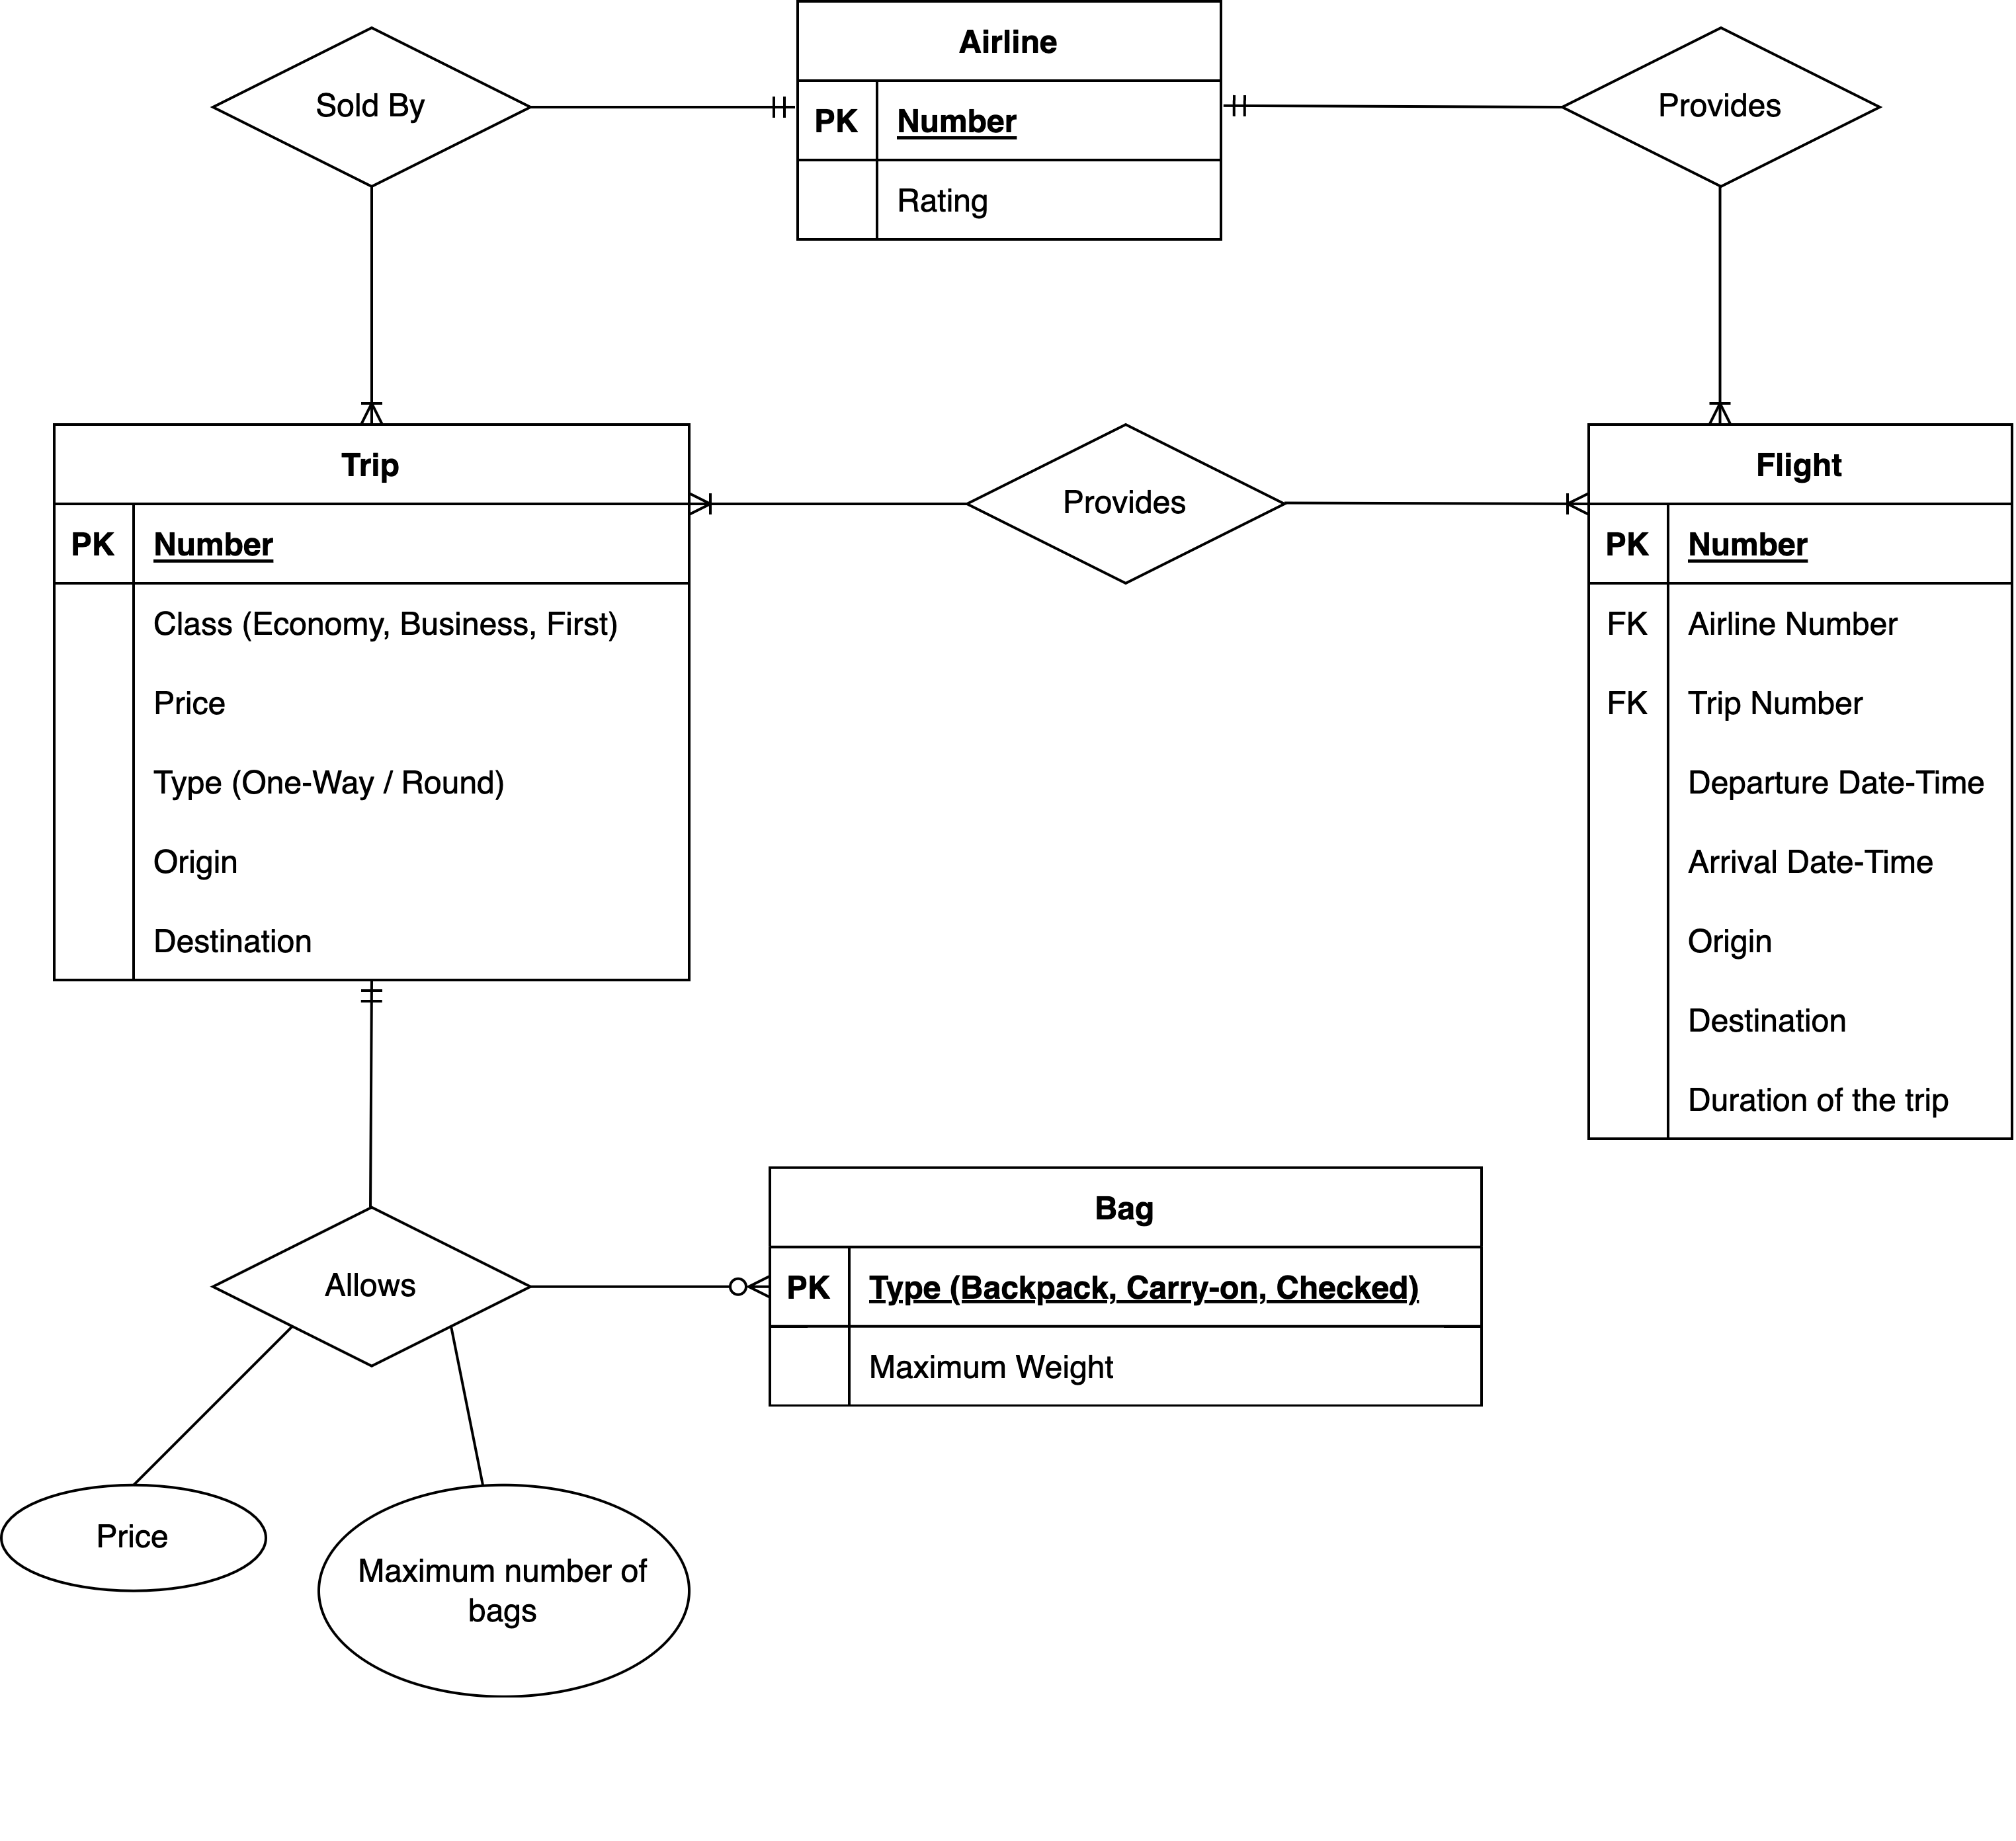 Airline
Sold By
Provides
PK Number
Rating
Trip
PK Number
Class (Economy, Business, First)
Price
Type (One-Way / Round)
Origin
Destination
Provides
Flight
PK Number
FK Airline Number
FK Trip Number
Departure Date-Time
Arrival Date-Time
Origin
Destination
Duration of the trip
Allows
Bag
PK Type (Backpack, Carry-on, Checked)
Maximum Weight
Price
Maximum number of
bags